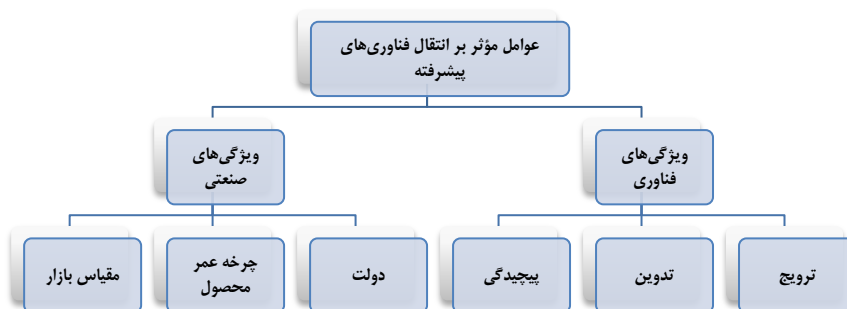 عوامل مؤثر بر انتقال فناوری‌های
پیشرفته
ویژگی‌های
فناوری
ویژگی‌های
صنعتی
ترویج
تدوین
پیچیدگی
دولت
چرخه عمر
محصول
مقیاس بازار